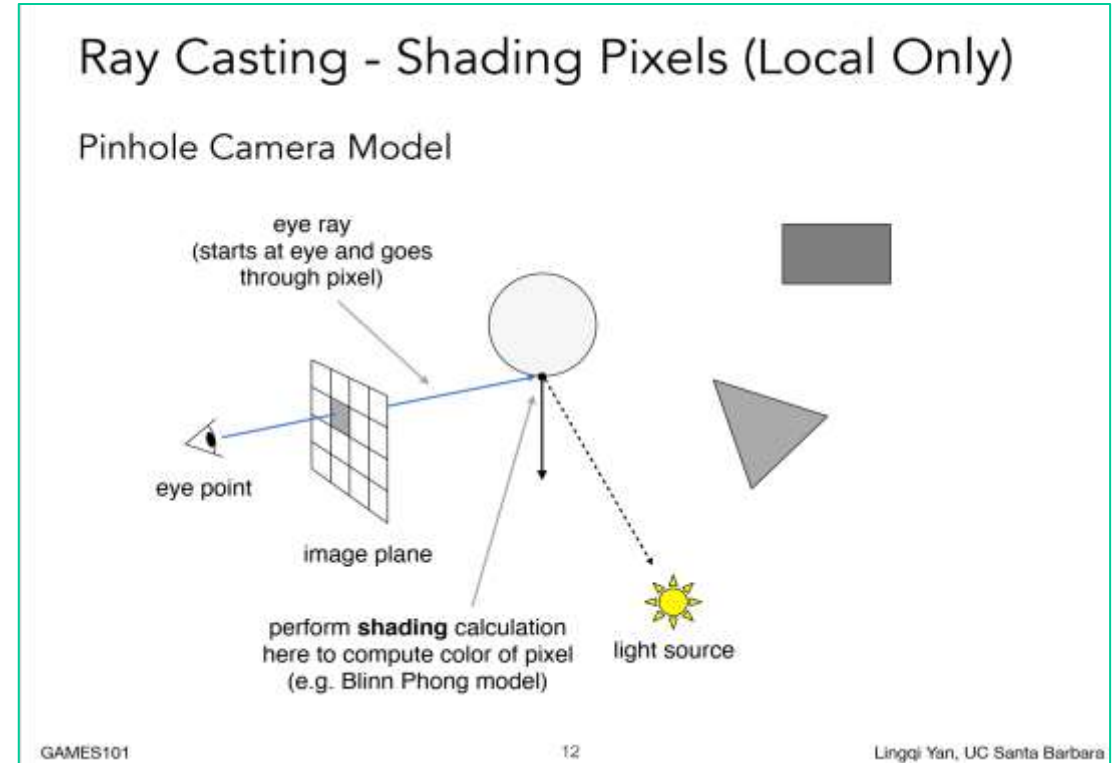 Ray Casting - Shading Pixels (Local Only)
Pinhole Camera Model
eye ray
(starts at eye and goes
through pixel)
eye point
image plane
perform shading calculation
here to compute color of pixel
(e.g. Blinn Phong model)
light source
GAMES101
12
Lingqi Yan, UC Santa Barbara